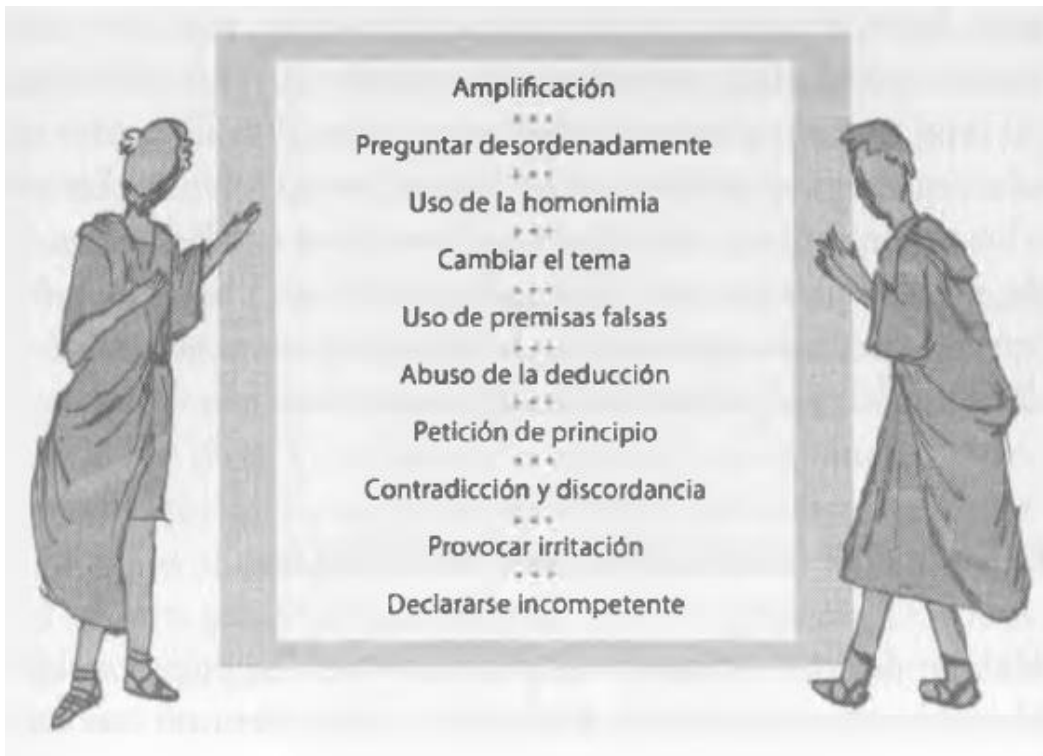 Amplificación
Preguntar desordenadamente
Uso de la homonimia
Cambiar el tema
Uso de premisas falsas
Abuso de la deducción
Petición de principio
Contradicción y discordancia
Provocar irritación
Declararse incompetente